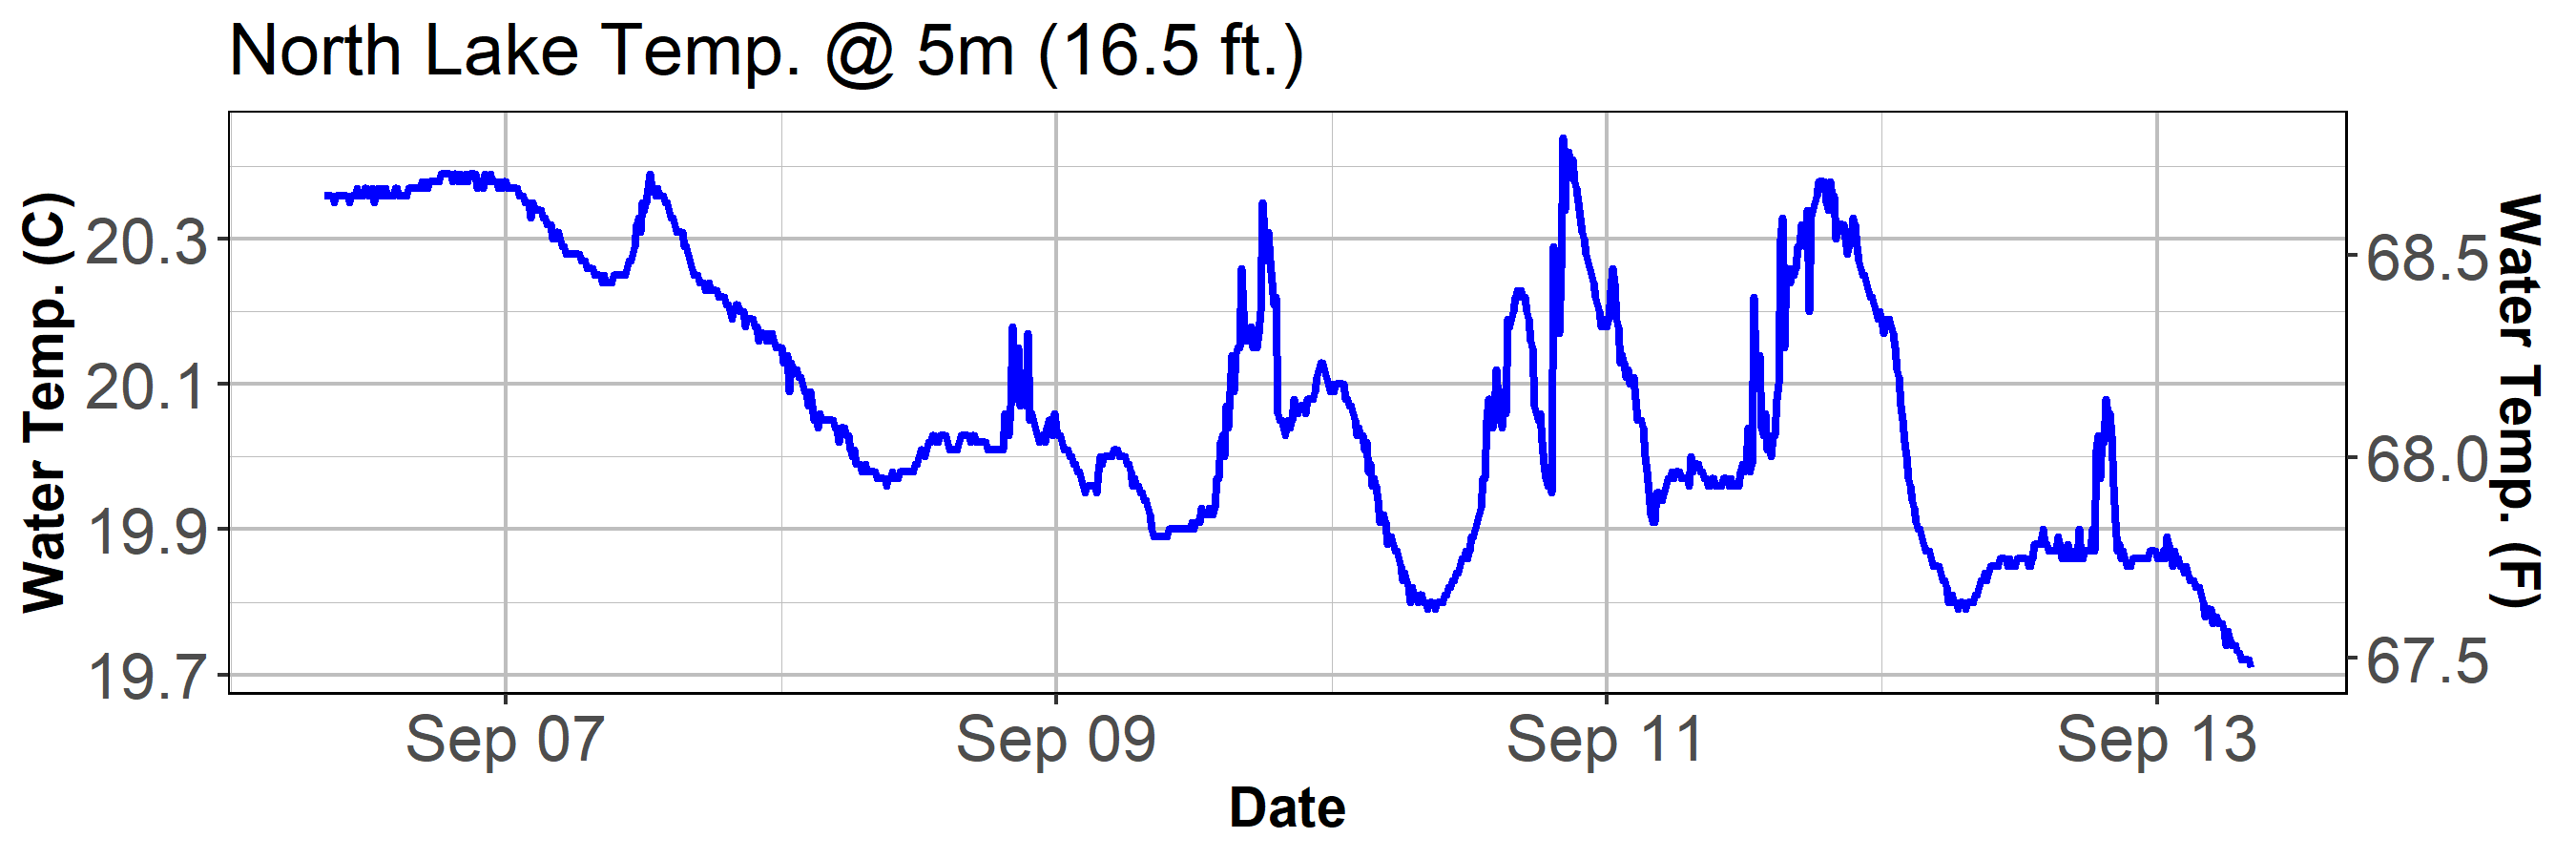 North Lake Temp. @ 5m (16.5 ft.)
Water Temp. (C)
20.3
20.1
19.9
19.7
68.5
68.0
67.5
Water Temp. (F)
Sep 07 Sep 09 Sep 11 Sep 13
Date